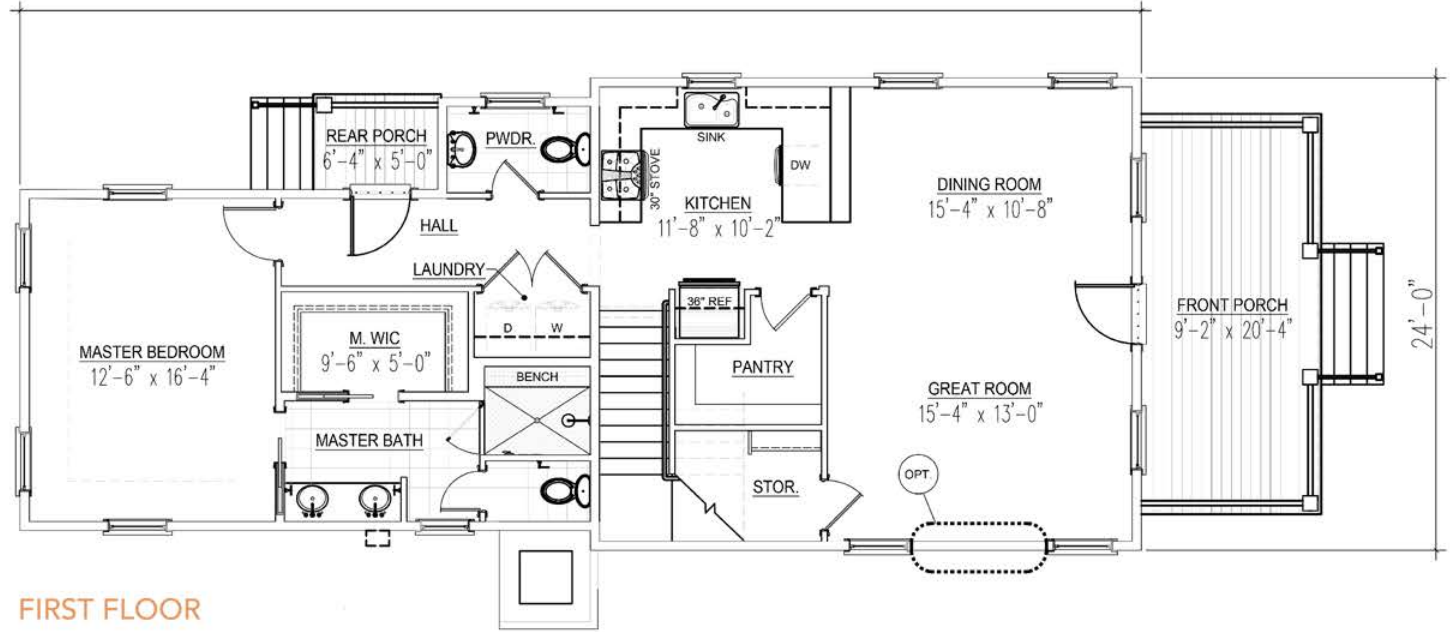 REAR PORCH
6'-4" x 5'-0"
PWDR.
SINK
30" STOVE
DW
KITCHEN
11'-8" x 10'-2"
DINING ROOM
15'-4" x 10'-8"
HALL
LAUNDRY
D
W
36" REF
FRONT PORCH
9'-2" x 20'-4"
24'-0"
M. WIC
9'-6" x 5'-0"
MASTER BEDROOM
12'-6" x 16'-4"
BENCH
PANTRY
GREAT ROOM
15'-4" x 13'-0"
MASTER BATH
STOR.
OPT.
FIRST FLOOR